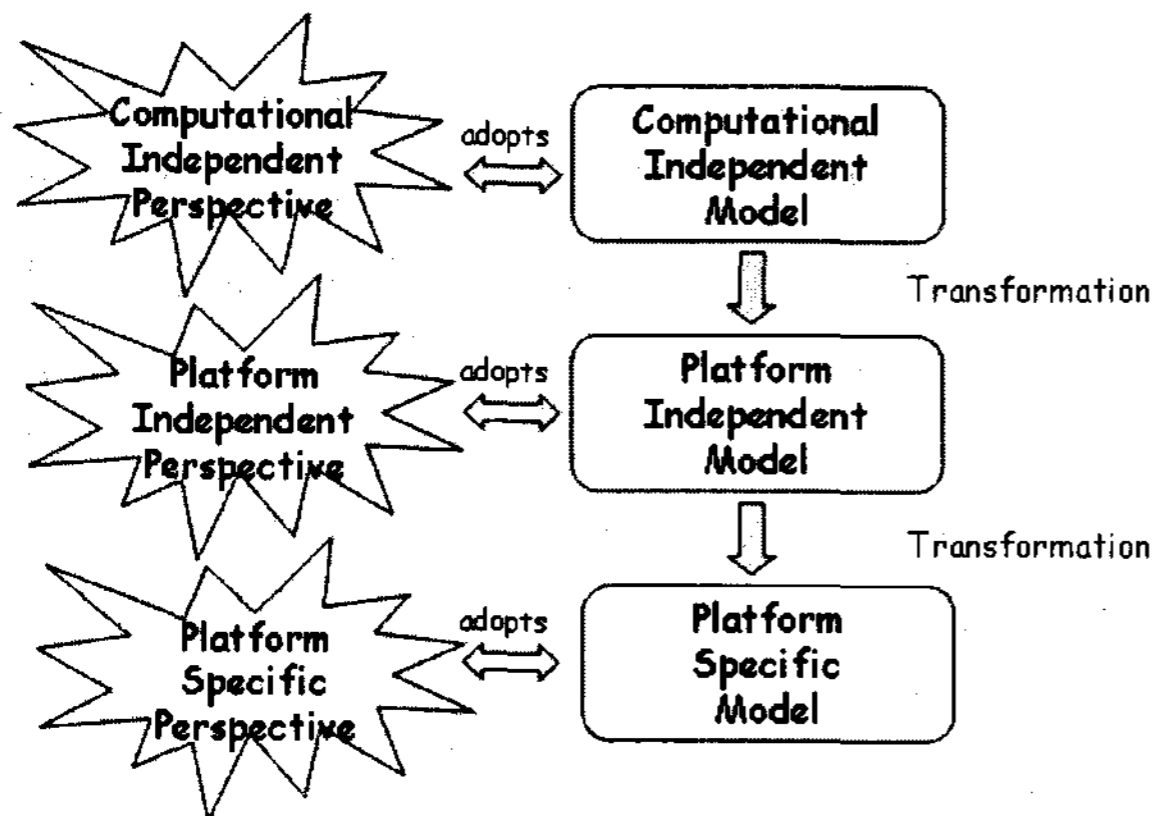 Computational
Independent
Perspective
adopts
Computational
Independent
Model
Transformation
Platform
Independent
Perspective
adopts
Platform
Independent
Model
Transformation
Platform
Specific
Perspective
adopts
Platform
Specific
Model